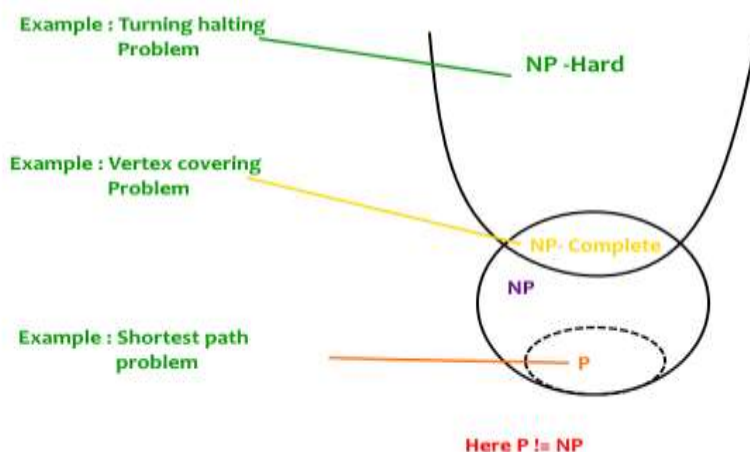 Example : Turning halting
Problem
NP -Hard
Example : Vertex covering
Problem
NP- Complete
NP
Example : Shortest path
problem
P
Here P != NP